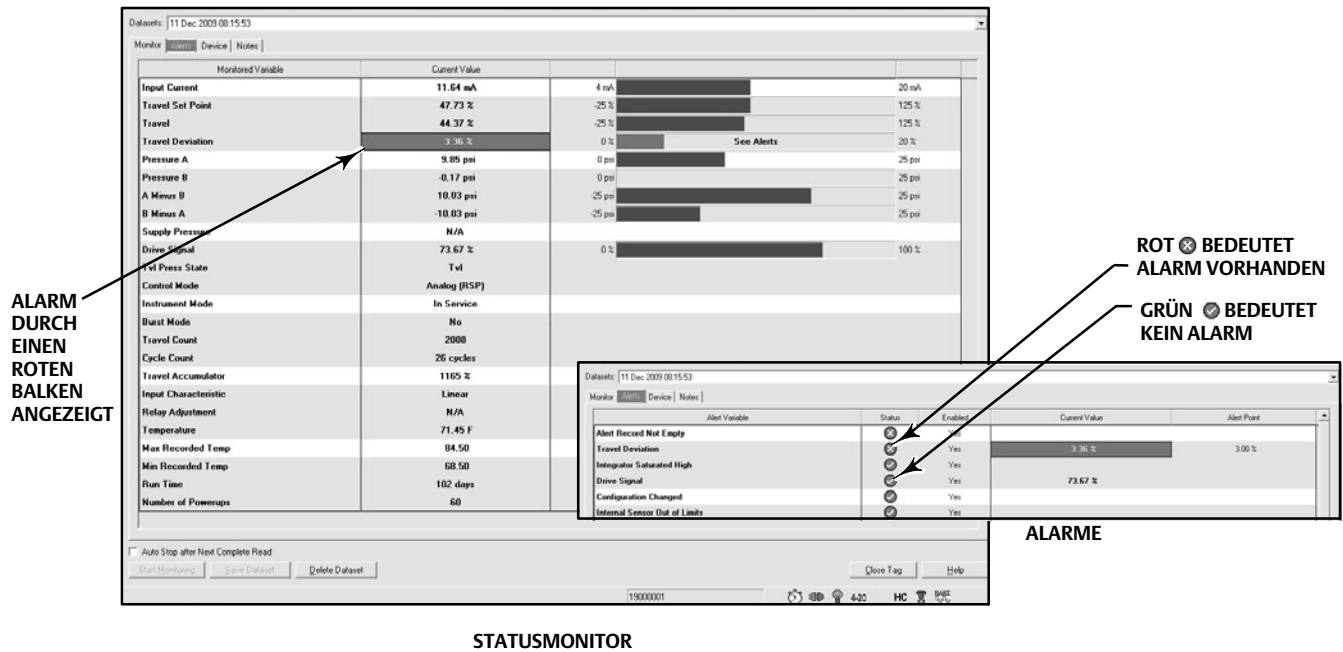 Datasets: 11 Dec 2009 08:15:53
Monitor Alerts Device Notes
Monitored Variable Current Value
Input Current 11.64 mA 4 mA 20 mA
Travel Set Point 47.73 % -25 % 125 %
Travel 44.37 % -25 % 125 %
Travel Deviation 3.36 % 0 % See Alerts 20 %
Pressure A 9.85 psi 0 psi 25 psi
Pressure B -0.17 psi 0 psi 25 psi
A Minus B 10.03 psi -25 psi 25 psi
B Minus A -10.03 psi -25 psi 25 psi
Supply Pressure N/A
Drive Signal 73.67 % 0 % 100 %
Tvl Press State Tvl
Control Mode Analog (RSP)
Instrument Mode In Service
Burst Mode No
Travel Count 2000
Cycle Count 26 cycles
Travel Accumulator 1165 %
Input Characteristic Linear
Relay Adjustment N/A
Temperature 71.45 F
Max Recorded Temp 84.50
Min Recorded Temp 68.50
Run Time 102 days
Number of Powerups 60
Auto Stop after Next Complete Read
Start Monitoring Save Dataset Delete Dataset Close Tag Help
19000001 4-20 HC HART
ALARM
DURCH
EINEN
ROTEN
BALKEN
ANGEZEIGT
ROT BEDEUTET
ALARM VORHANDEN
GRÜN BEDEUTET
KEIN ALARM
Datasets: 11 Dec 2009 08:15:53
Monitor Alerts Device Notes
Alert Variable Status Enabled Current Value Alert Point
Alert Record Not Empty Yes
Travel Deviation Yes 3.36 % 3.00 %
Integrator Saturated High Yes
Drive Signal Yes 73.67 %
Configuration Changed Yes
Internal Sensor Out of Limits Yes
ALARME
STATUSMONITOR